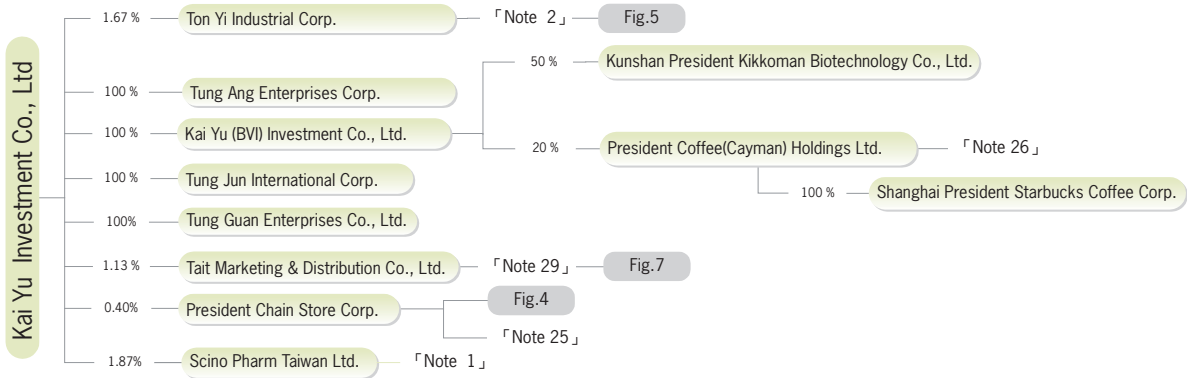 Kai Yu Investment Co., Ltd
1.67 % Ton Yi Industrial Corp. 「Note 2」 Fig.5
50 % Kunshan President Kikkoman Biotechnology Co., Ltd.
100 % Tung Ang Enterprises Corp.
100 % Kai Yu (BVI) Investment Co., Ltd.
20 % President Coffee(Cayman) Holdings Ltd. 「Note 26」
100 % Tung Jun International Corp.
100 % Shanghai President Starbucks Coffee Corp.
100% Tung Guan Enterprises Co., Ltd.
1.13 % Tait Marketing & Distribution Co., Ltd. 「Note 29」 Fig.7
0.40% President Chain Store Corp. Fig.4
「Note 25」
1.87% Scino Pharm Taiwan Ltd. 「Note 1」